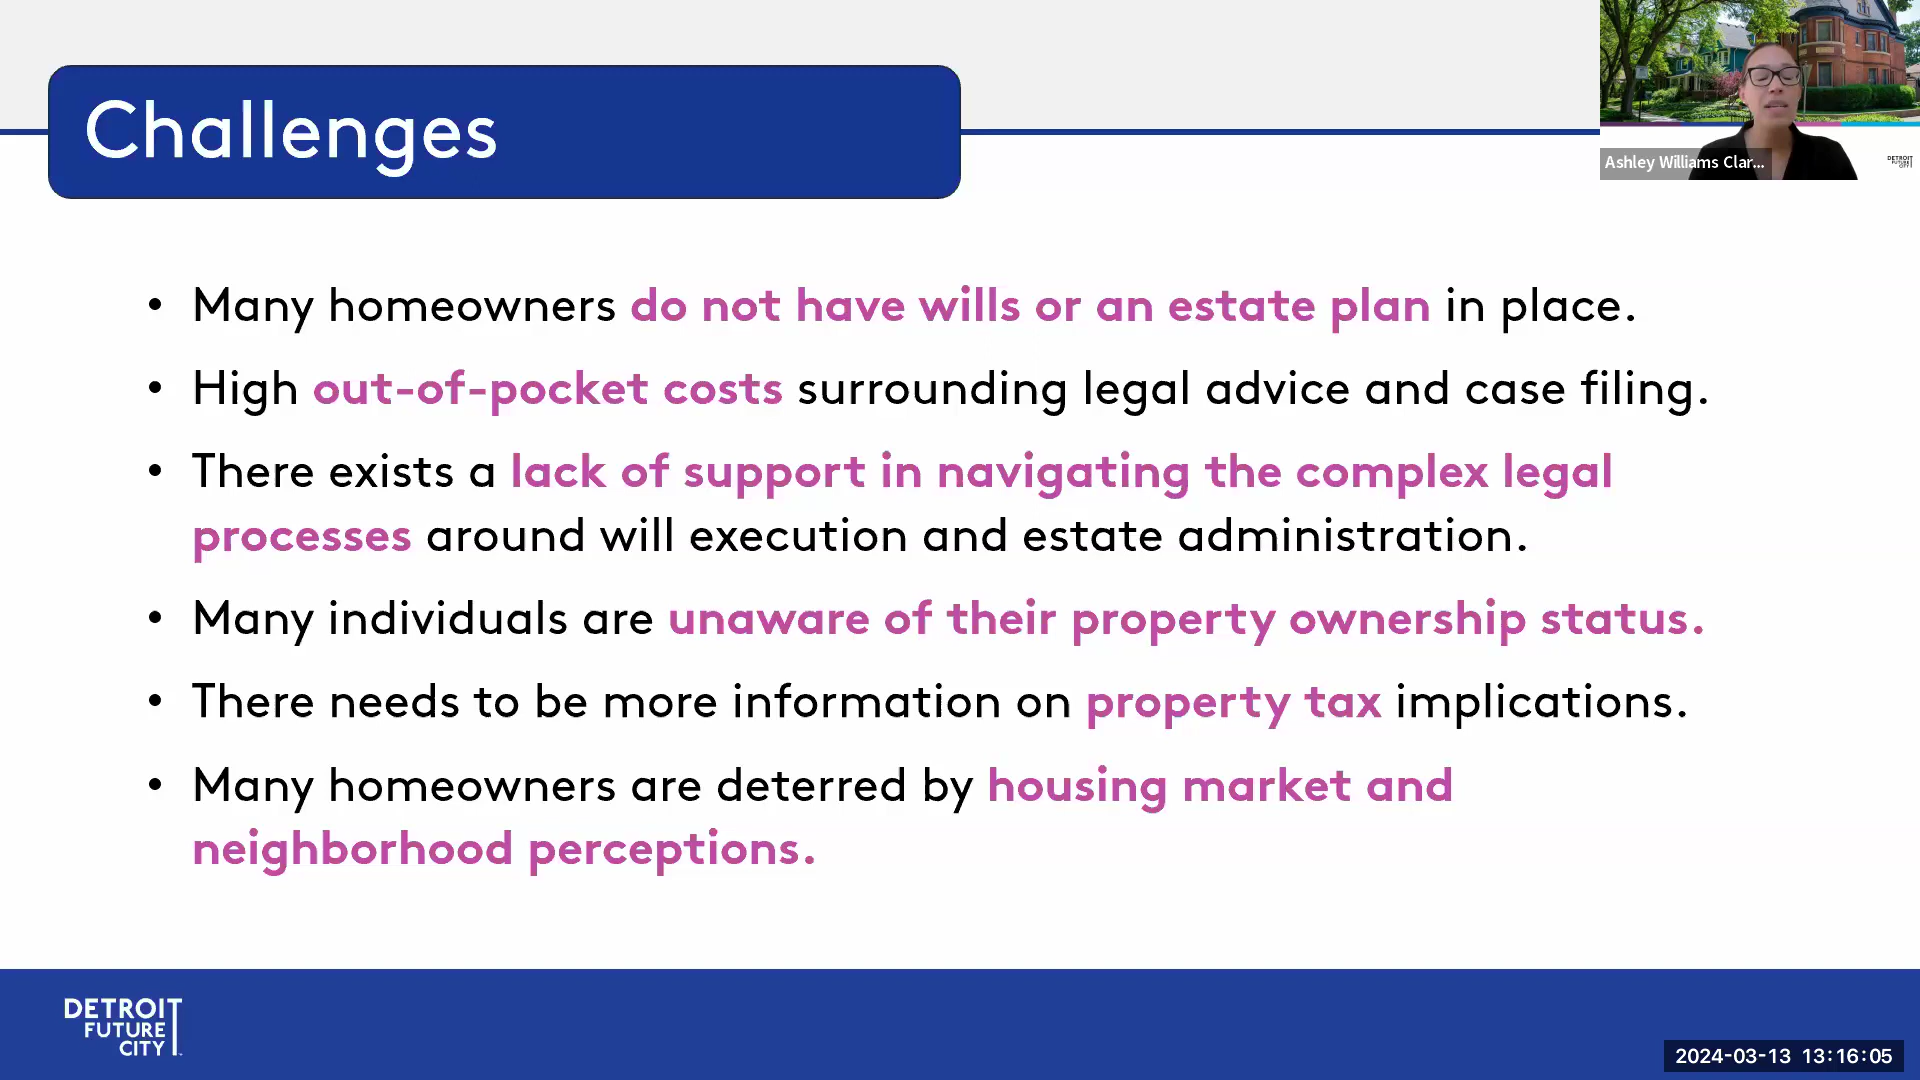 Challenges
Ashley Williams Clar...
DETROIT
FUTURE
CITY
• Many homeowners do not have wills or an estate plan in place.
• High out-of-pocket costs surrounding legal advice and case filing.
• There exists a lack of support in navigating the complex legal
processes around will execution and estate administration.
• Many individuals are unaware of their property ownership status.
• There needs to be more information on property tax implications.
• Many homeowners are deterred by housing market and
neighborhood perceptions.
DETROIT
FUTURE
CITY
2024-03-13 13:16:05